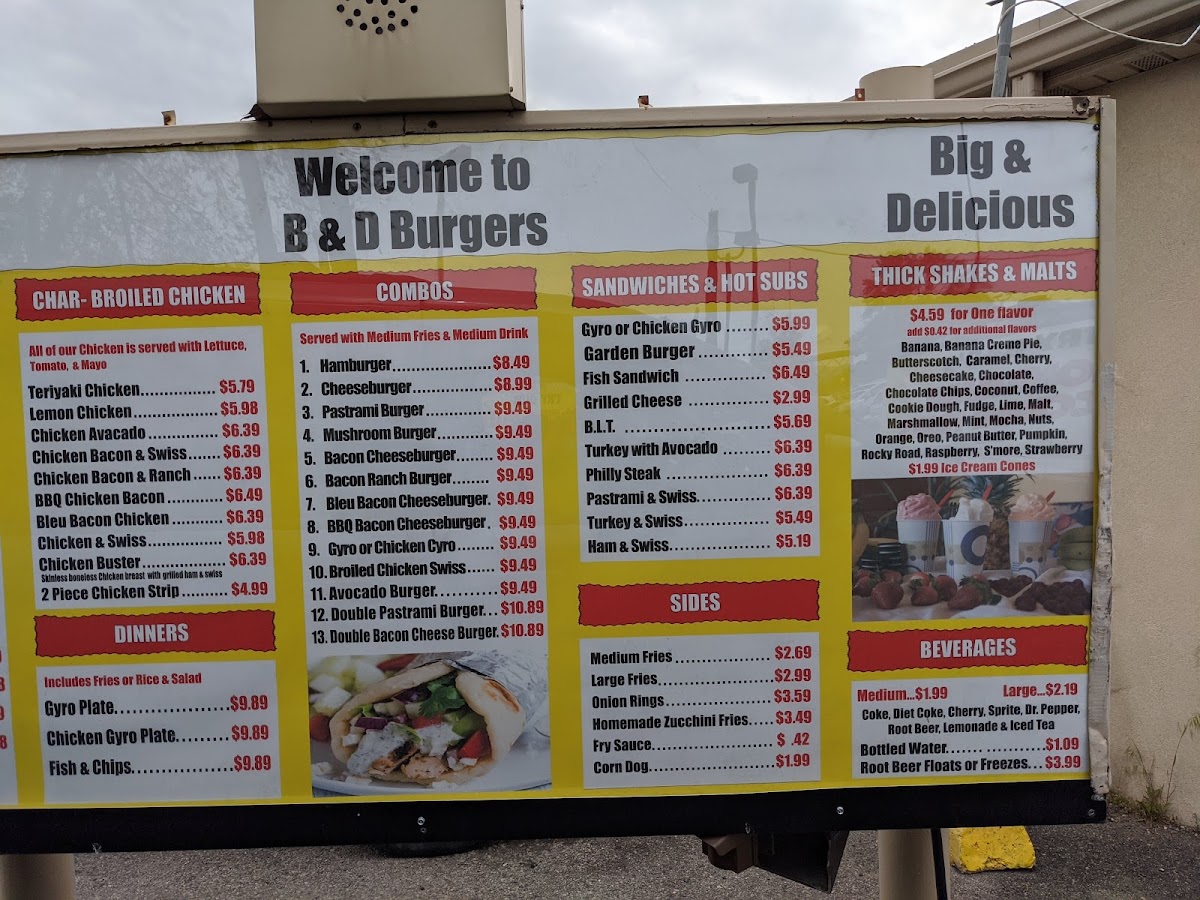 Welcome to
B & D Burgers
Big &
Delicious
CHAR- BROILED CHICKEN
All of our Chicken is served with Lettuce,
Tomato, & Mayo
Teriyaki Chicken................$5.79
Lemon Chicken.................$5.98
Chicken Avacado..............$6.39
Chicken Bacon & Swiss.......$6.39
Chicken Bacon & Ranch......$6.39
BBQ Chicken Bacon...........$6.49
Bleu Bacon Chicken...........$6.39
Chicken & Swiss...............$5.98
Chicken Buster.................$6.39
Skinless boneless Chicken breast with grilled ham & swiss
2 Piece Chicken Strip..........$4.99
DINNERS
Includes Fries or Rice & Salad
Gyro Plate.................$9.89
Chicken Gyro Plate........$9.89
Fish & Chips...............$9.89
COMBOS
Served with Medium Fries & Medium Drink
1. Hamburger.....................$8.49
2. Cheeseburger.................$8.99
3. Pastrami Burger..............$9.49
4. Mushroom Burger............$9.49
5. Bacon Cheeseburger........$9.49
6. Bacon Ranch Burger........$9.49
7. Bleu Bacon Cheeseburger. $9.49
8. BBQ Bacon Cheeseburger. $9.49
9. Gyro or Chicken Cyro........$9.49
10. Broiled Chicken Swiss......$9.49
11. Avocado Burger..........$9.49
12. Double Pastrami Burger...$10.89
13. Double Bacon Cheese Burger. $10.89
SANDWICHES & HOT SUBS
Gyro or Chicken Gyro ........$5.99
Garden Burger.............$5.49
Fish Sandwich ...............$6.49
Grilled Cheese ...............$2.99
B.L.T. ..........................$5.69
Turkey with Avocado ........$6.39
Philly Steak ..................$6.39
Pastrami & Swiss.............$6.39
Turkey & Swiss...............$5.49
Ham & Swiss..................$5.19
SIDES
Medium Fries.................$2.69
Large Fries....................$2.99
Onion Rings...................$3.59
Homemade Zucchini Fries.....$3.49
Fry Sauce......................$ .42
Corn Dog.......................$1.99
THICK SHAKES & MALTS
$4.59 for One flavor
add $0.42 for additional flavors
Banana, Banana Creme Pie,
Butterscotch, Caramel, Cherry,
Cheesecake, Chocolate,
Chocolate Chips, Coconut, Coffee,
Cookie Dough, Fudge, Lime, Malt,
Marshmallow, Mint, Mocha, Nuts,
Orange, Oreo, Peanut Butter, Pumpkin,
Rocky Road, Raspberry, S'more, Strawberry
$1.99 Ice Cream Cones
BEVERAGES
Medium...$1.99 Large...$2.19
Coke, Diet Coke, Cherry, Sprite, Dr. Pepper,
Root Beer, Lemonade & Iced Tea
Bottled Water..................$1.09
Root Beer Floats or Freezes...$3.99